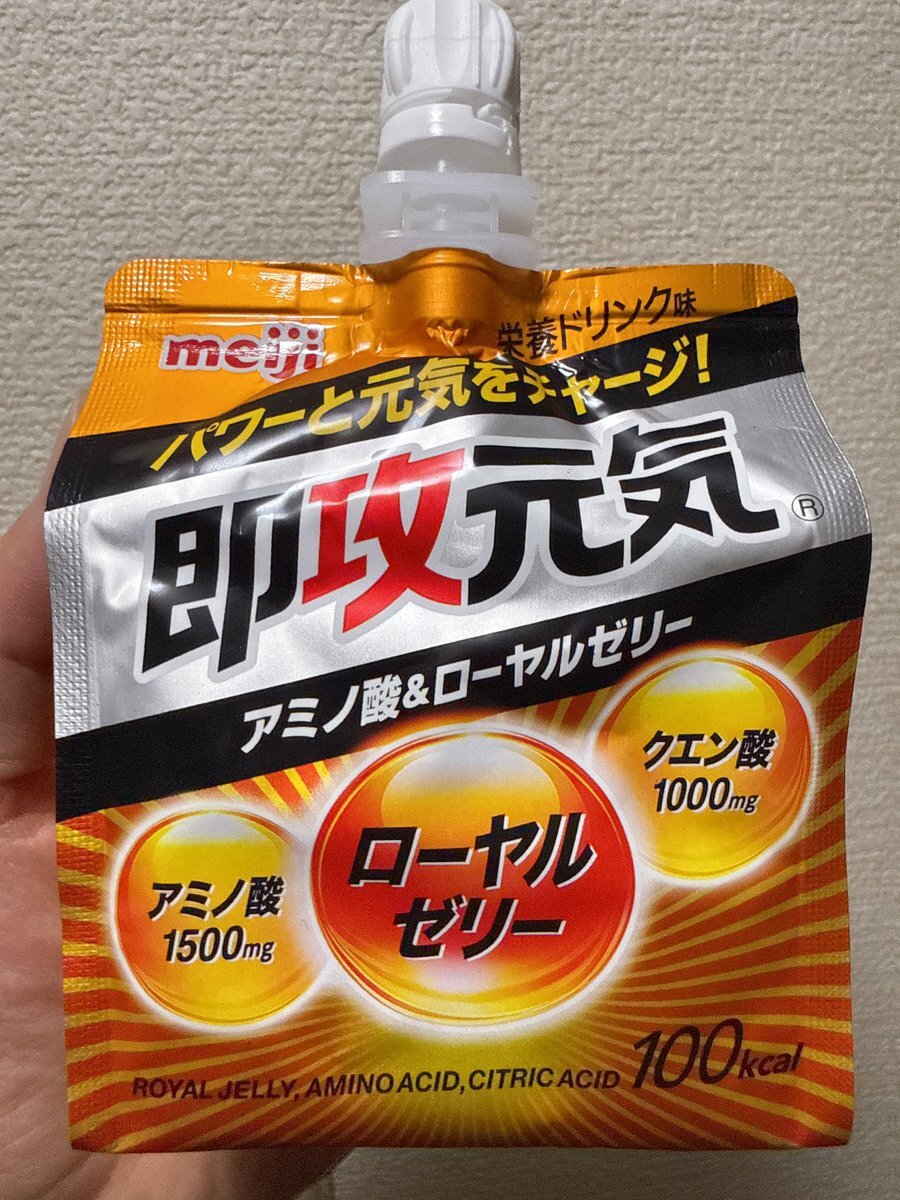 meiji
栄養ドリンク味
パワーと元気をチャージ!
即攻元気®
アミノ酸&ローヤルゼリー
クエン酸
1000mg
ローヤル
ゼリー
アミノ酸
1500mg
ROYAL JELLY, AMINO ACID, CITRIC ACID 100kcal